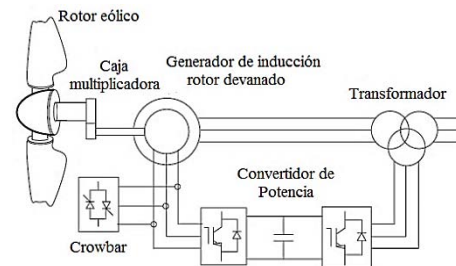 Rotor eólico
Caja
multiplicadora
Generador de inducción
rotor devanado
Transformador
Convertidor de
Potencia
Crowbar